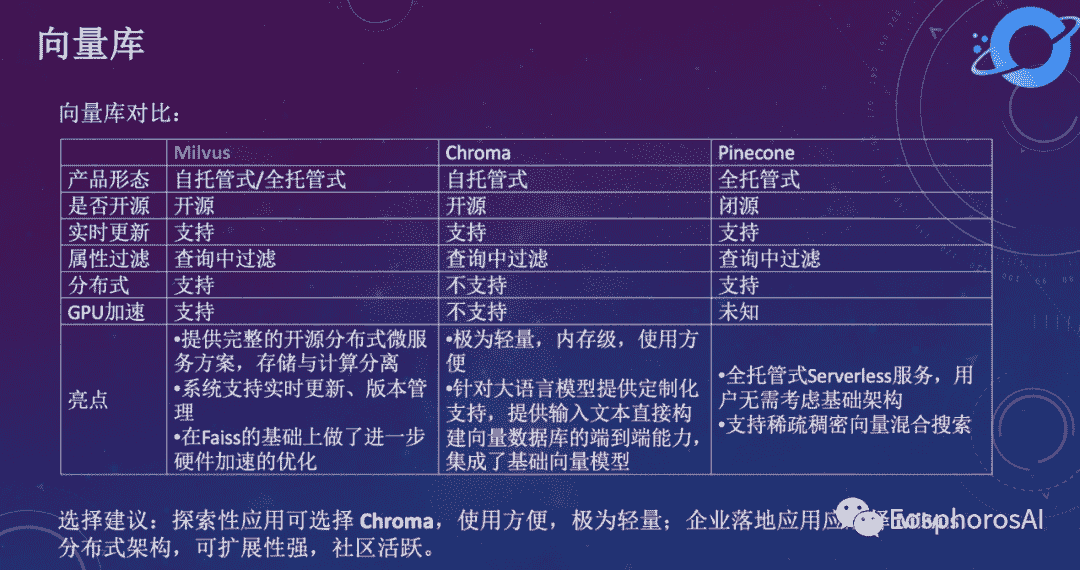 向量库
向量库对比：
Milvus Chroma Pinecone
产品形态 自托管式/全托管式 自托管式 全托管式
是否开源 开源 开源 闭源
实时更新 支持 支持 支持
属性过滤 查询中过滤 查询中过滤 查询中过滤
分布式 支持 不支持 支持
GPU加速 支持 不支持 未知
亮点
•提供完整的开源分布式微服
务方案，存储与计算分离
•系统支持实时更新、版本管
理
•在Faiss的基础上做了进一步
硬件加速的优化
•极为轻量，内存级，使用方
便
•针对大语言模型提供定制化
支持，提供输入文本直接构
建向量数据库的端到端能力，
集成了基础向量模型
•全托管式Serverless服务，用
户无需考虑基础架构
•支持稀疏稠密向量混合搜索
选择建议：探索性应用可选择 Chroma，使用方便，极为轻量；企业落地应用应
分布式架构，可扩展性强，社区活跃。
EosphorosAI